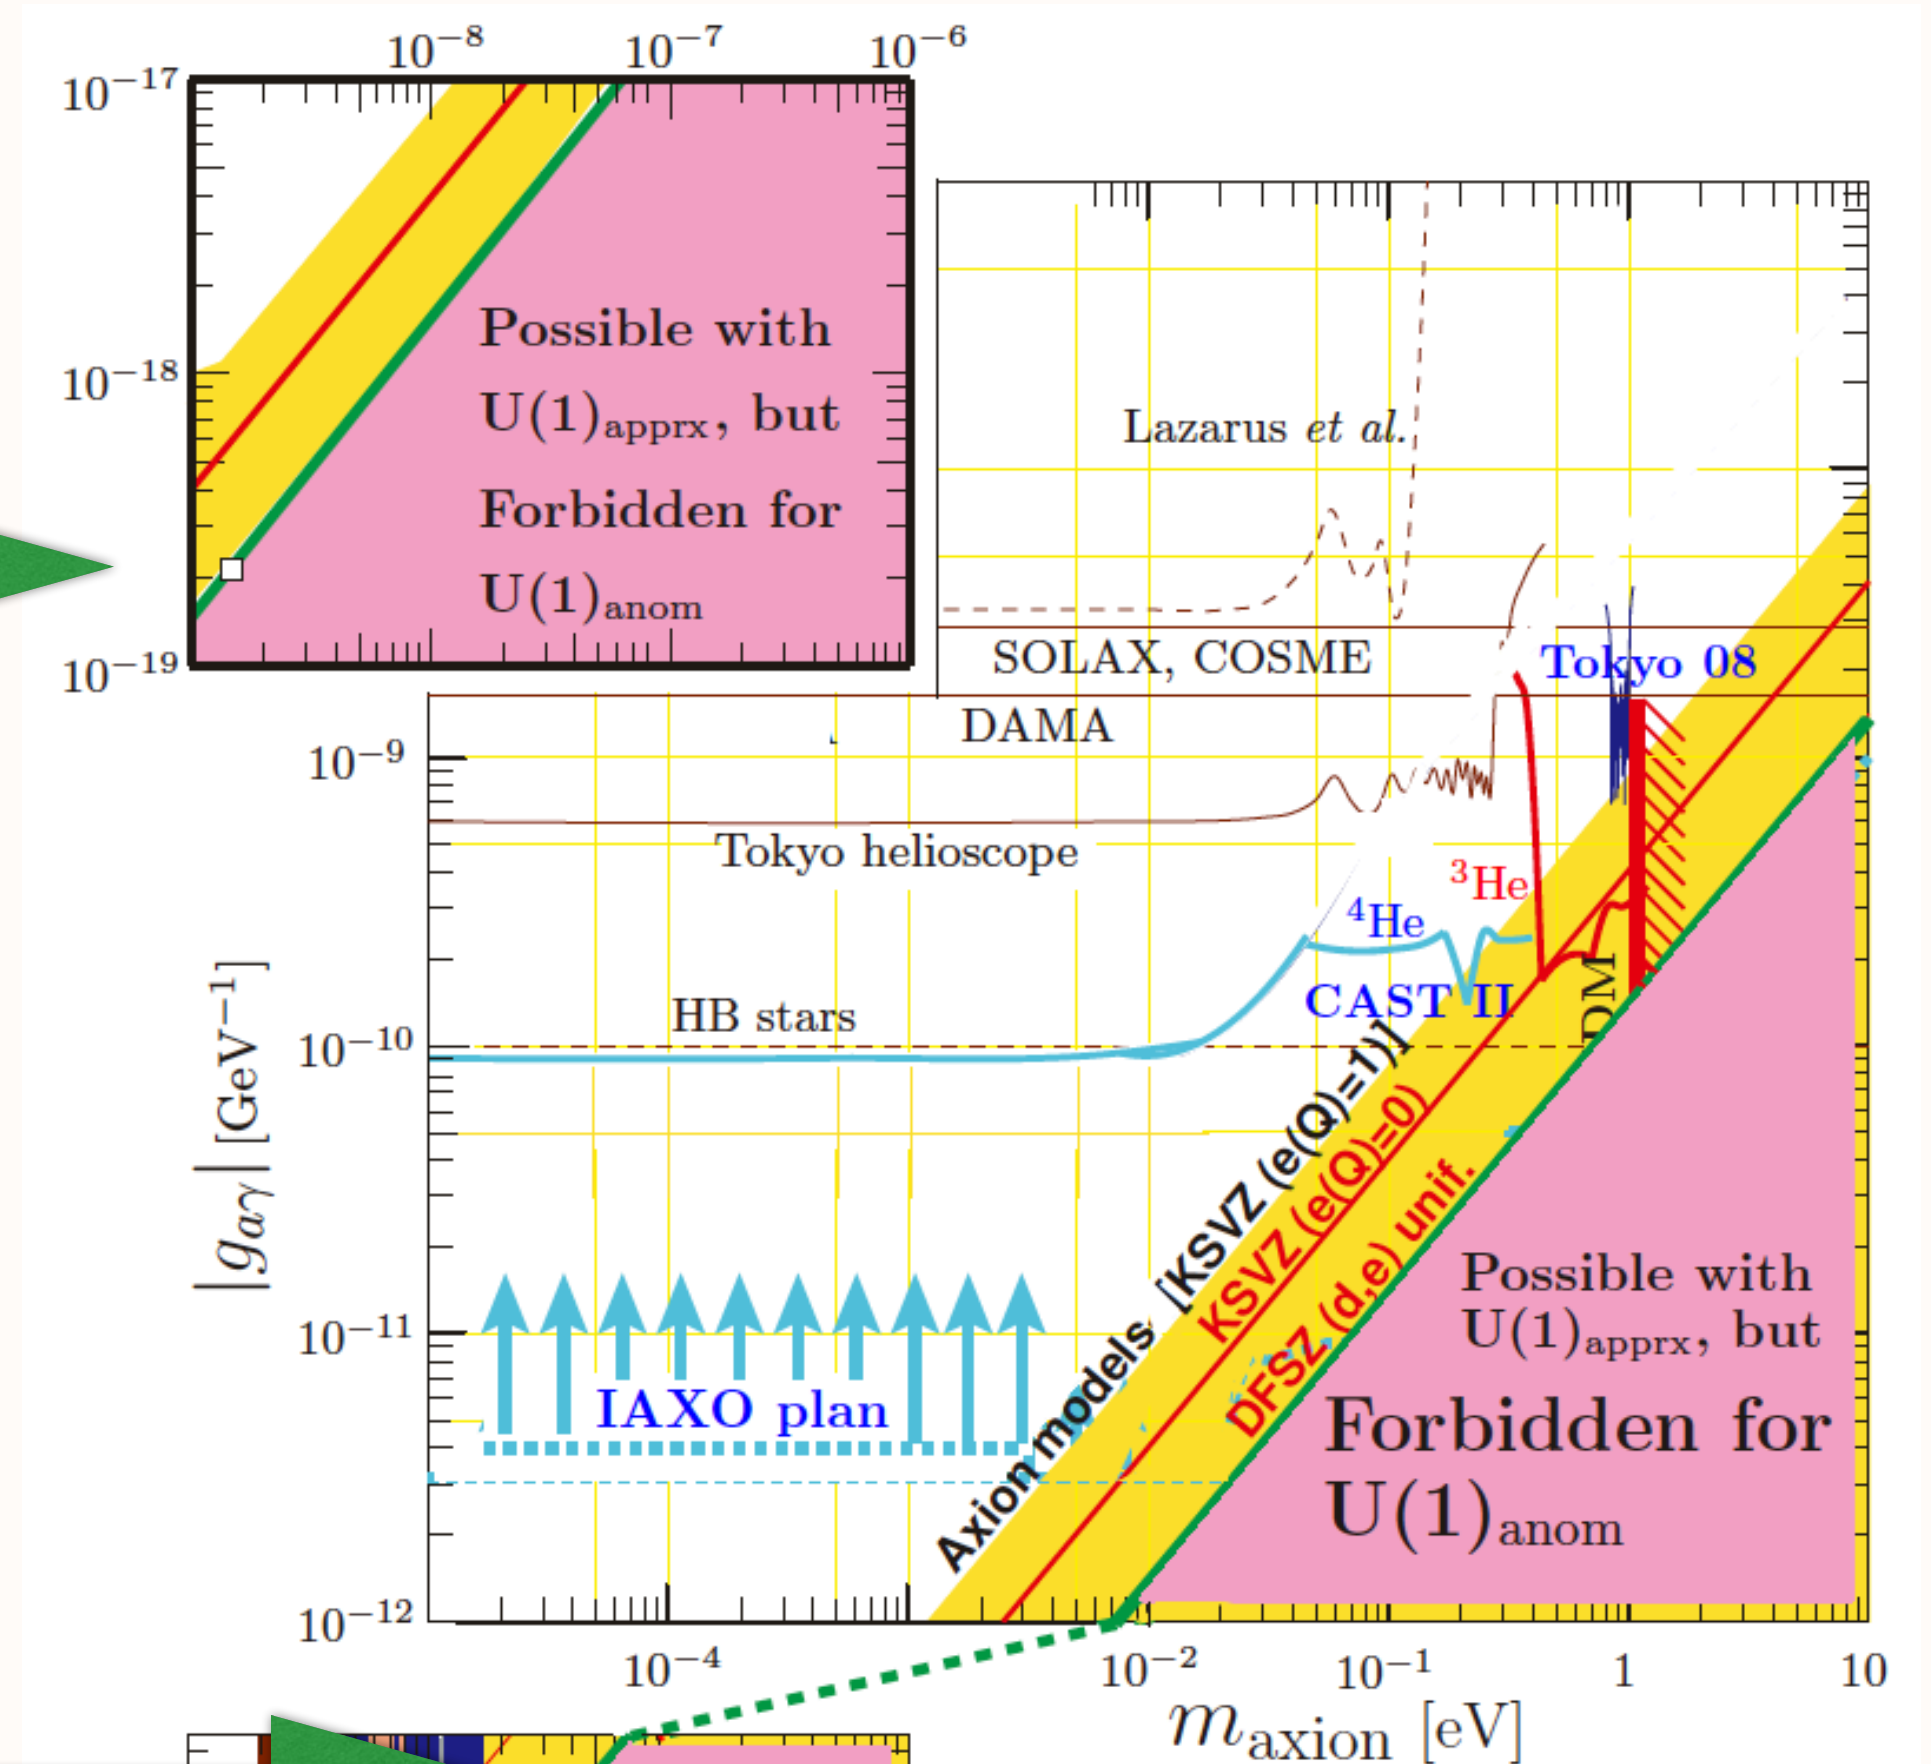 10⁻⁸ 10⁻⁷ 10⁻⁶
10⁻¹⁷
10⁻¹⁸
10⁻¹⁹
Possible with
U(1)apprx, but
Forbidden for
U(1)anom
Lazarus et al.
SOLAX, COSME
Tokyo 08
DAMA
10⁻⁹
Tokyo helioscope
³He
⁴He
CAST II
DM
HB stars
10⁻¹⁰
|gaγ| [GeV⁻¹]
Axion models [KSVZ (e(Q)=1)]
KSVZ (e(Q)=0)
DFSZ (d,e) unif.
10⁻¹¹
IAXO plan
Possible with
U(1)apprx, but
Forbidden for
U(1)anom
10⁻¹²
10⁻⁴ 10⁻² 10⁻¹ 1 10
maxion [eV]